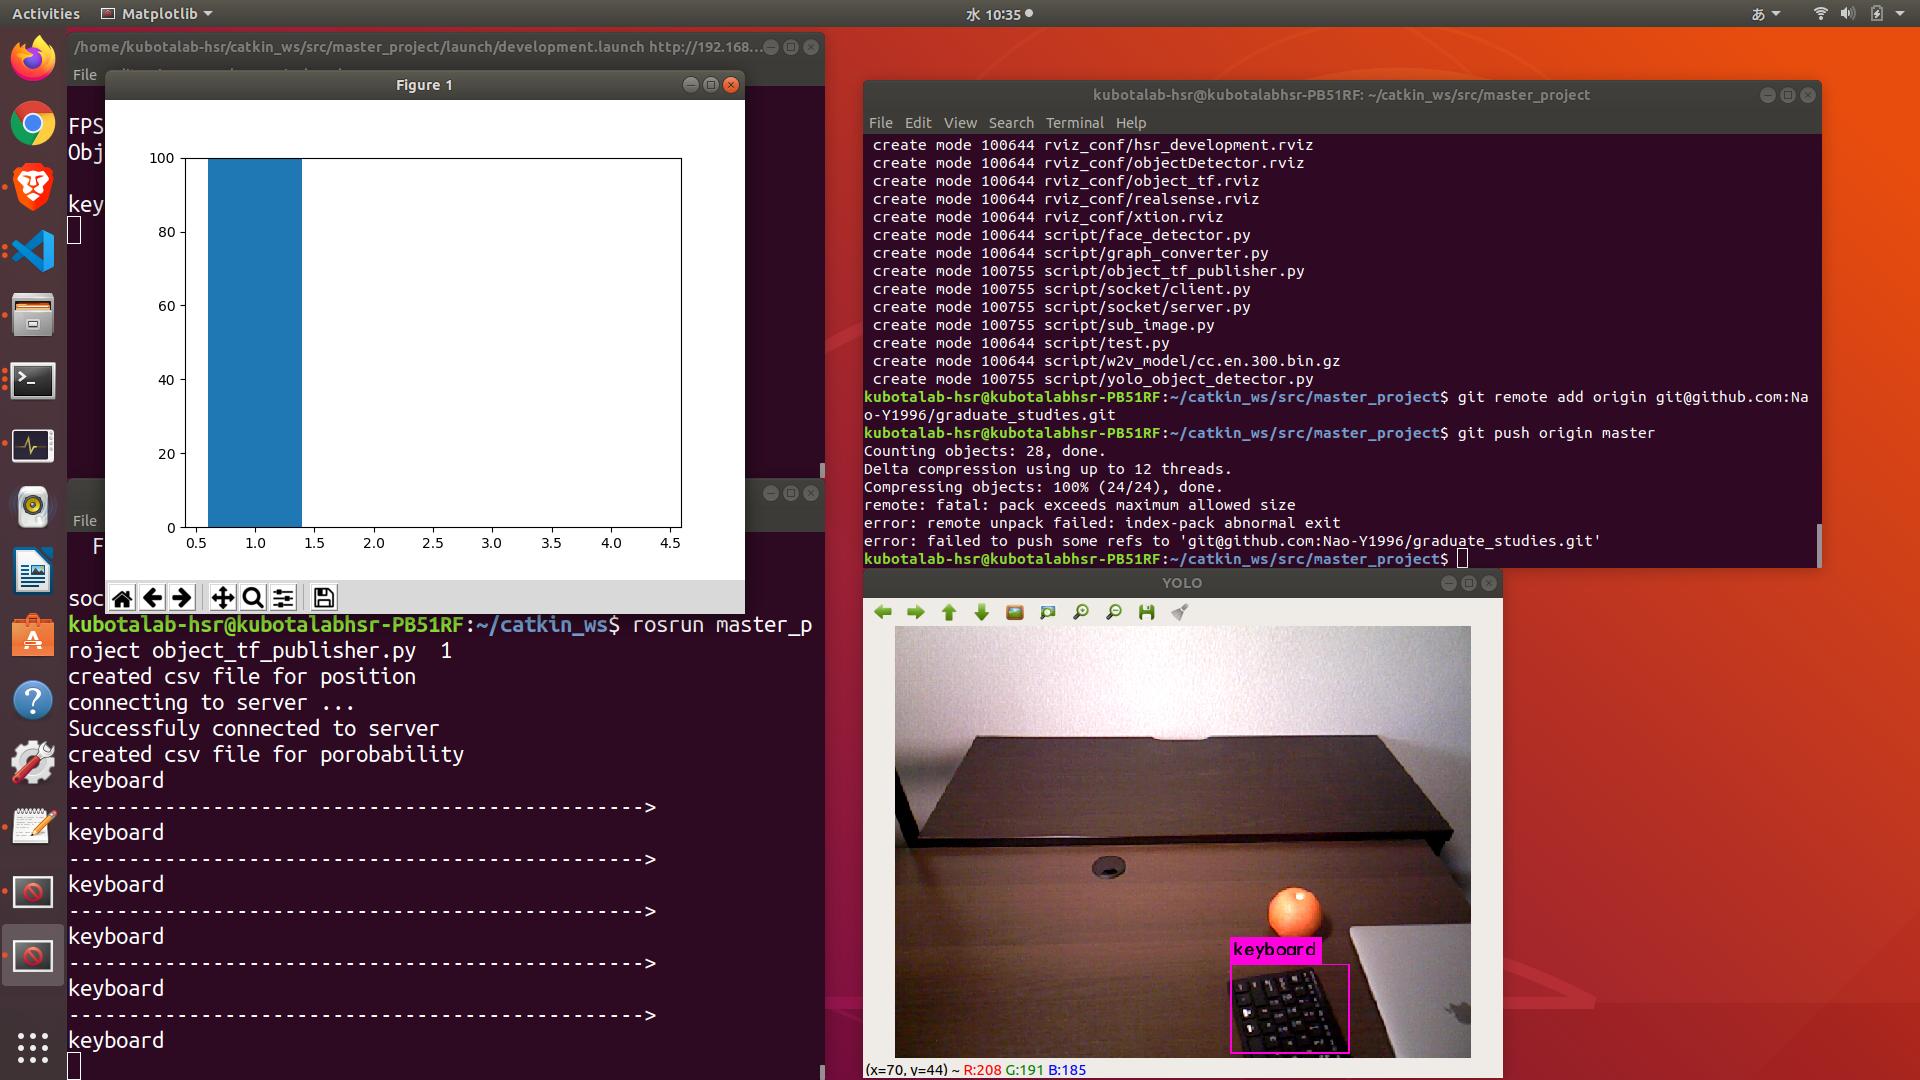 Activities
Matplotlib
水 10:35
あ
/home/kubotalab-hsr/catkin_ws/src/master_project/launch/development.launch http://192.168...
File
FPS
Obj
key
Figure 1
100
80
60
40
20
0
0.5 1.0 1.5 2.0 2.5 3.0 3.5 4.0 4.5
File
F
soc
kubotalab-hsr@kubotalabhsr-PB51RF:~/catkin_ws$ rosrun master_p
roject object_tf_publisher.py  1
created csv file for position
connecting to server ...
Successfuly connected to server
created csv file for porobability
keyboard
------------------------------------------------>
keyboard
------------------------------------------------>
keyboard
------------------------------------------------>
keyboard
------------------------------------------------>
keyboard
------------------------------------------------>
keyboard
kubotalab-hsr@kubotalabhsr-PB51RF: ~/catkin_ws/src/master_project
File Edit View Search Terminal Help
create mode 100644 rviz_conf/hsr_development.rviz
create mode 100644 rviz_conf/objectDetector.rviz
create mode 100644 rviz_conf/object_tf.rviz
create mode 100644 rviz_conf/realsense.rviz
create mode 100644 rviz_conf/xtion.rviz
create mode 100644 script/face_detector.py
create mode 100644 script/graph_converter.py
create mode 100755 script/object_tf_publisher.py
create mode 100755 script/socket/client.py
create mode 100755 script/socket/server.py
create mode 100755 script/sub_image.py
create mode 100644 script/test.py
create mode 100644 script/w2v_model/cc.en.300.bin.gz
create mode 100755 script/yolo_object_detector.py
kubotalab-hsr@kubotalabhsr-PB51RF:~/catkin_ws/src/master_project$ git remote add origin git@github.com:Na
o-Y1996/graduate_studies.git
kubotalab-hsr@kubotalabhsr-PB51RF:~/catkin_ws/src/master_project$ git push origin master
Counting objects: 28, done.
Delta compression using up to 12 threads.
Compressing objects: 100% (24/24), done.
remote: fatal: pack exceeds maximum allowed size
error: remote unpack failed: index-pack abnormal exit
error: failed to push some refs to 'git@github.com:Nao-Y1996/graduate_studies.git'
kubotalab-hsr@kubotalabhsr-PB51RF:~/catkin_ws/src/master_project$
YOLO
keyboard
(x=70, y=44) ~ R:208 G:191 B:185